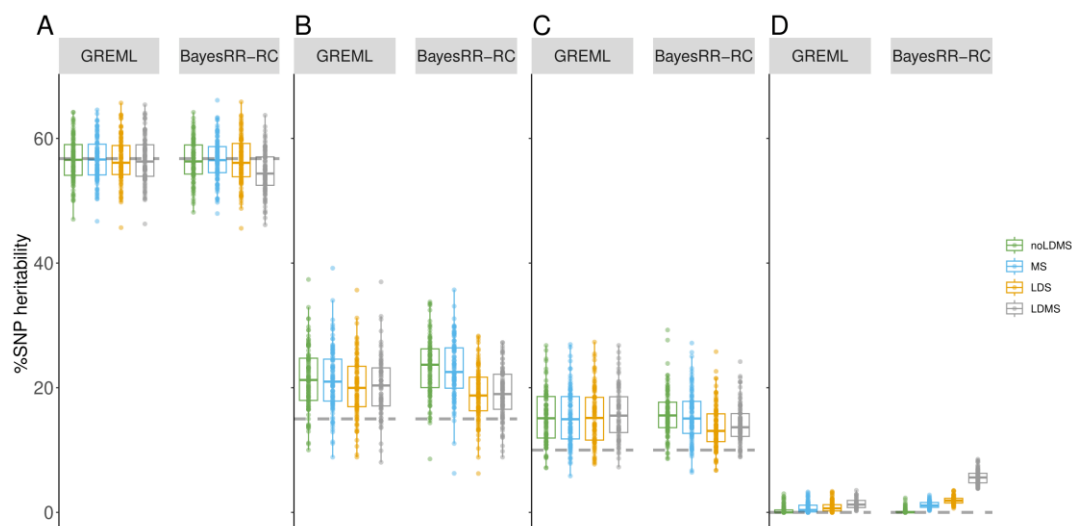 A
B
C
D
GREML
BayesRR−RC
GREML
BayesRR−RC
GREML
BayesRR−RC
GREML
BayesRR−RC
%SNP heritability
60
40
20
0
noLDMS
MS
LDS
LDMS